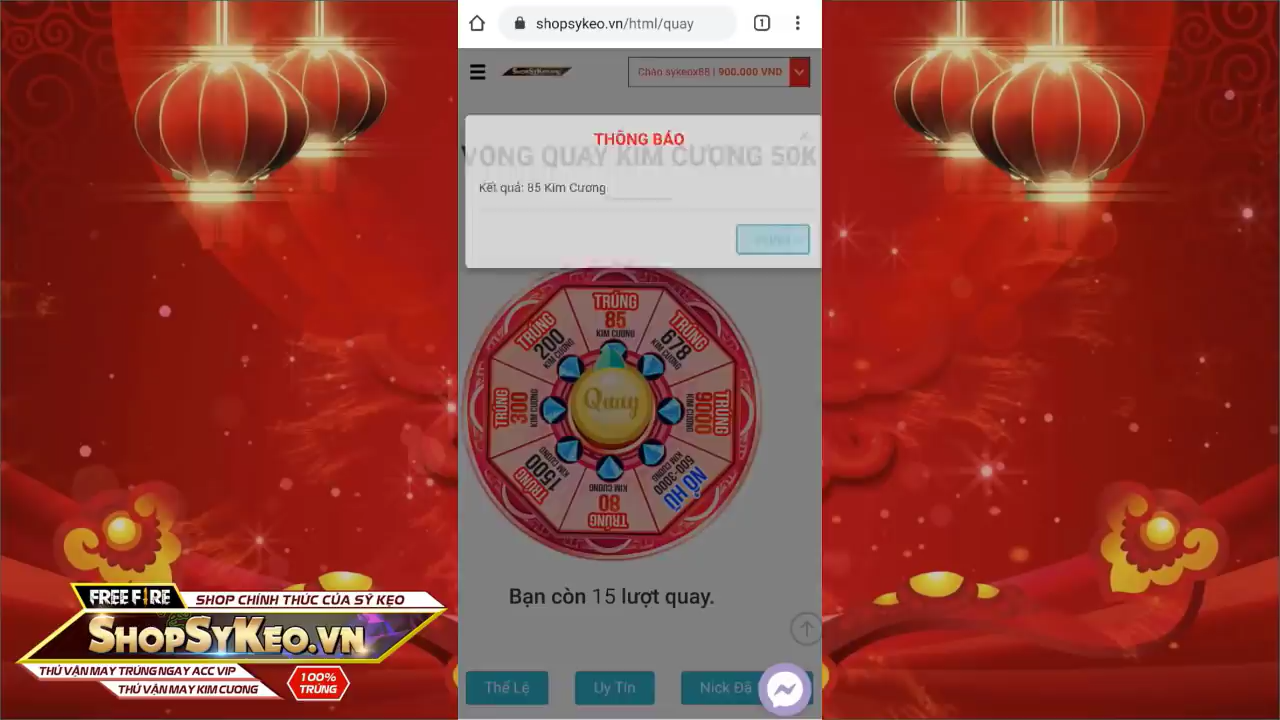 shopsykeo.vn/html/quay
1
Chào sykeox88 | 900.000 VND
THÔNG BÁO
VÒNG QUAY KIM CƯƠNG 50K
Kết quả: 85 Kim Cương
TRÚNG
85
KIM CƯƠNG
TRÚNG
678
KIM CƯƠNG
TRÚNG
9000
KIM CƯƠNG
NỔ HŨ
500-3000
KIM CƯƠNG
TRÚNG
80
KIM CƯƠNG
TRÚNG
1500
KIM CƯƠNG
TRÚNG
300
KIM CƯƠNG
TRÚNG
200
KIM CƯƠNG
Quay
Bạn còn 15 lượt quay.
Thể Lệ
Uy Tín
Nick Đã
FREE FIRE
SHOP CHÍNH THỨC CỦA SỸ KẸO
SHOPSYKEO.VN
THỬ VẬN MAY TRÚNG NGAY ACC VIP
THỬ VẬN MAY KIM CƯƠNG
100%
TRÚNG